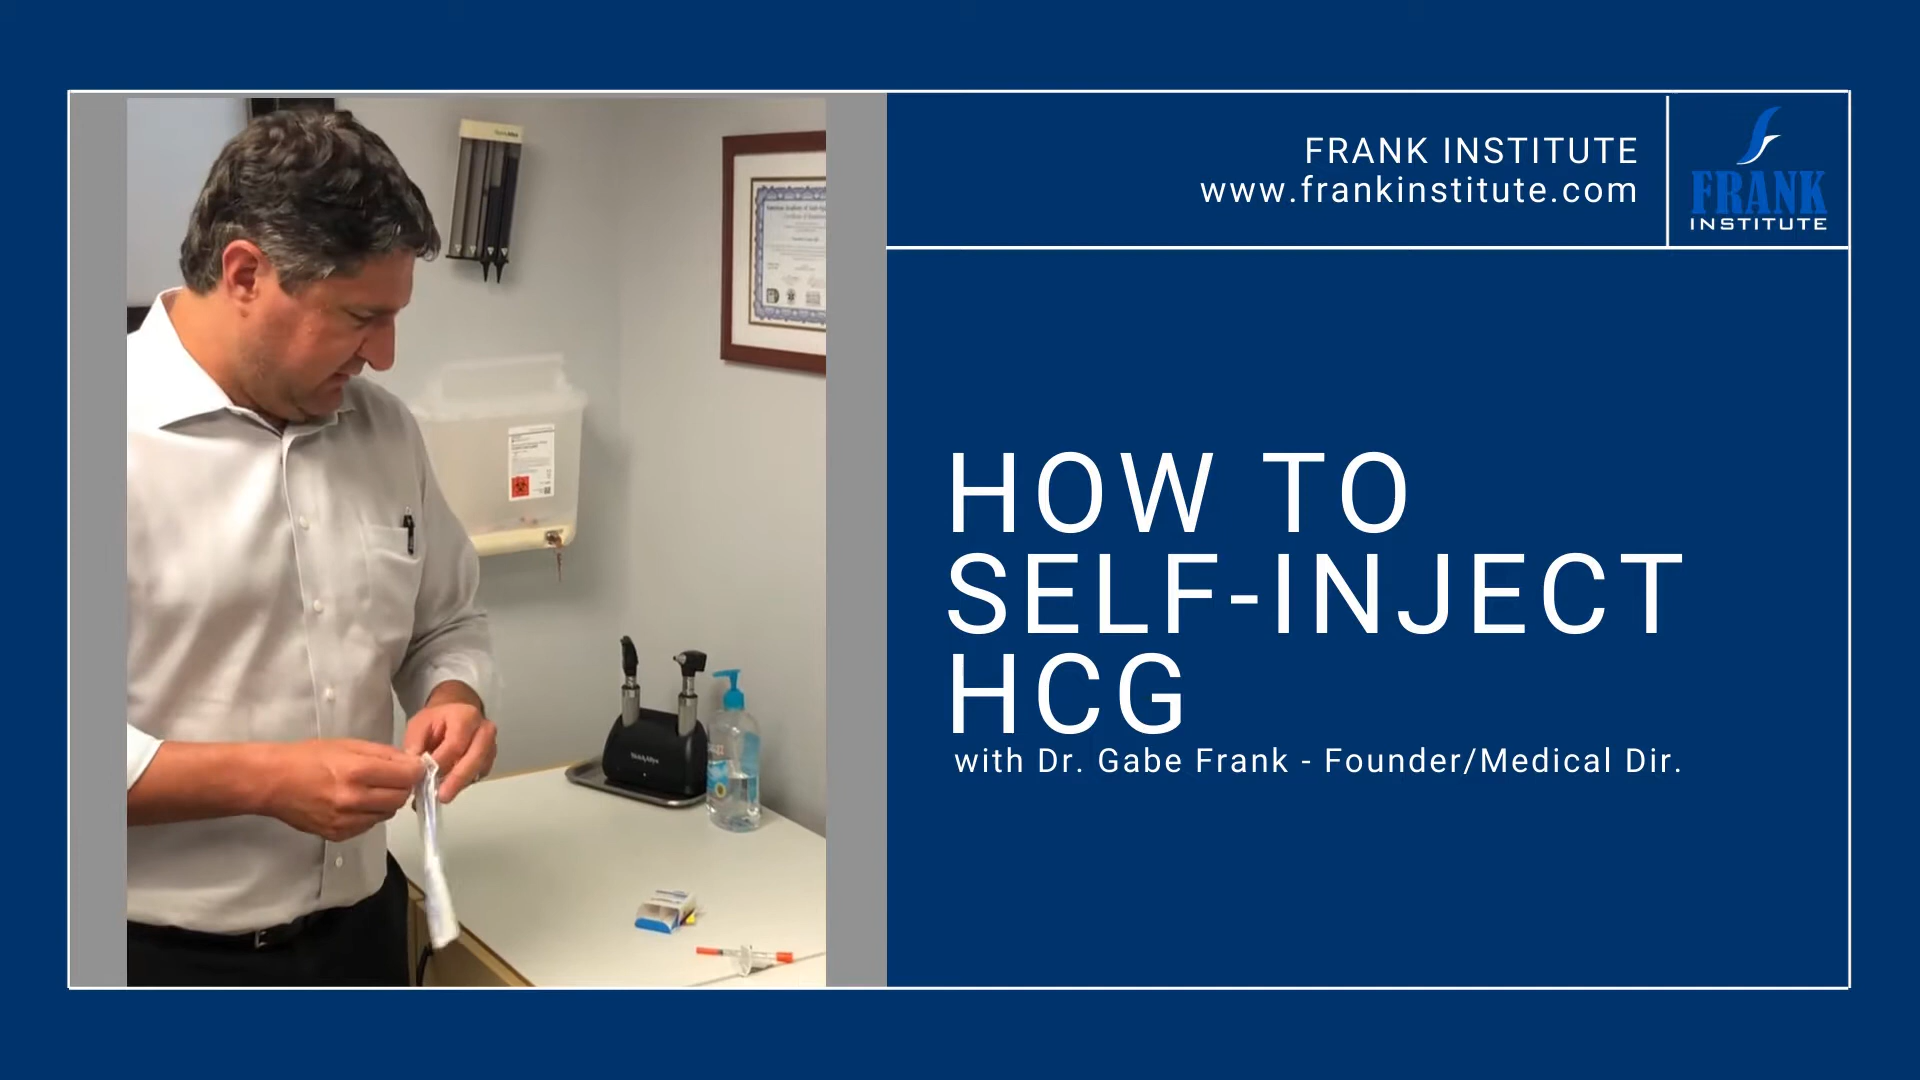 FRANK INSTITUTE
www.frankinstitute.com
FRANK
INSTITUTE
HOW TO
SELF-INJECT
HCG
with Dr. Gabe Frank - Founder/Medical Dir.
WelchAllyn